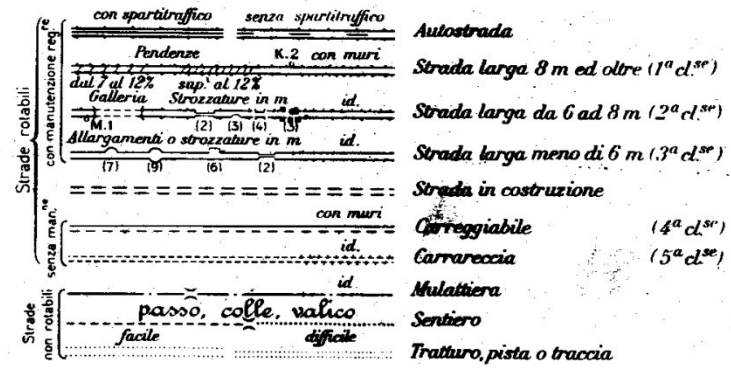 con spartitraffico senza spartitraffico Autostrada
Pendenze K.2 con muri Strada larga 8 m ed oltre (1ª cl.se)
dal 7 al 12% sup. al 12%
Galleria Strozzature in m id. Strada larga da 6 ad 8 m (2ª cl.se)
M.1 (2) (3) (4) (3)
Allargamenti o strozzature in m id. Strada larga meno di 6 m (3ª cl.se)
(7) (9) (6) (2)
Strada in costruzione
con muri Carreggiabile (4ª cl.se)
id. Carrareccia (5ª cl.se)
id. Mulattiera
passo, colle, valico Sentiero
facile difficile Tratturo, pista o traccia
Strade rotabili
con manutenzione reg.re
senza man.ne
Strade
non rotabili